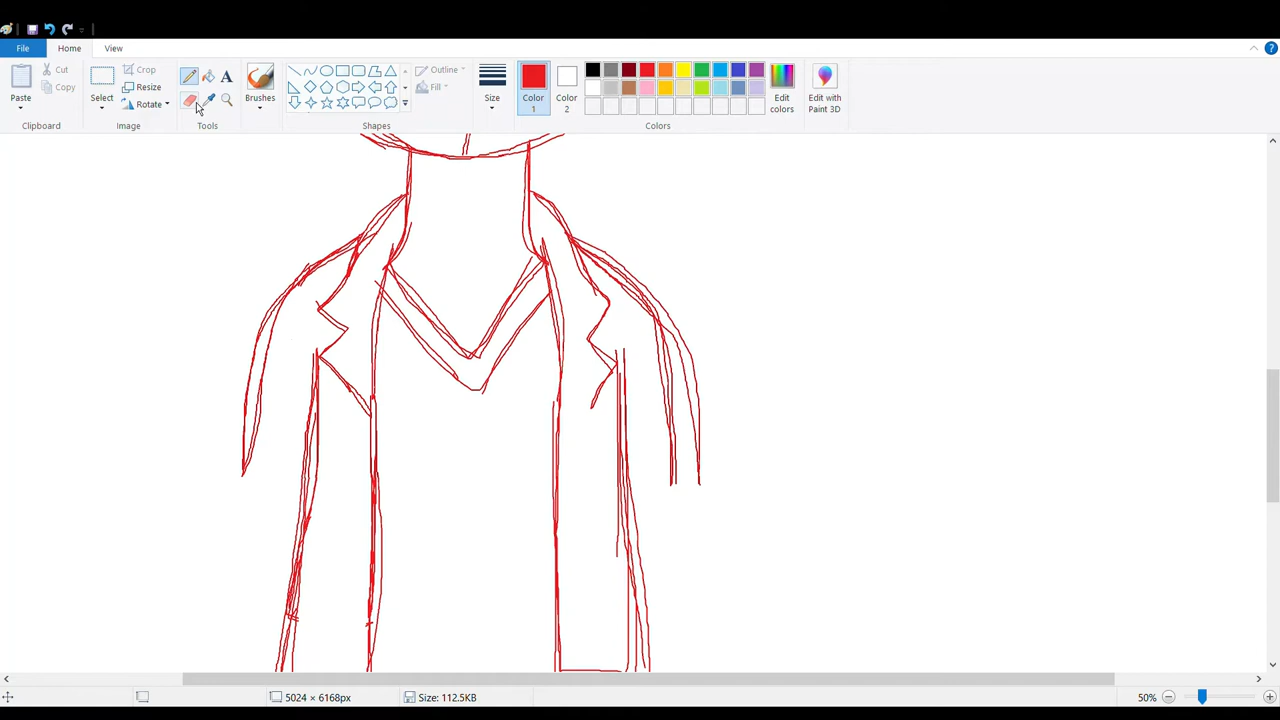 File Home View
Paste
Cut
Copy
Clipboard
Select
Crop
Resize
Rotate
Image
A
Tools
Brushes
Outline
Fill
Shapes
Size
Color
1
Color
2
Edit
colors
Colors
Edit with
Paint 3D
5024 × 6168px
Size: 112.5KB
50%